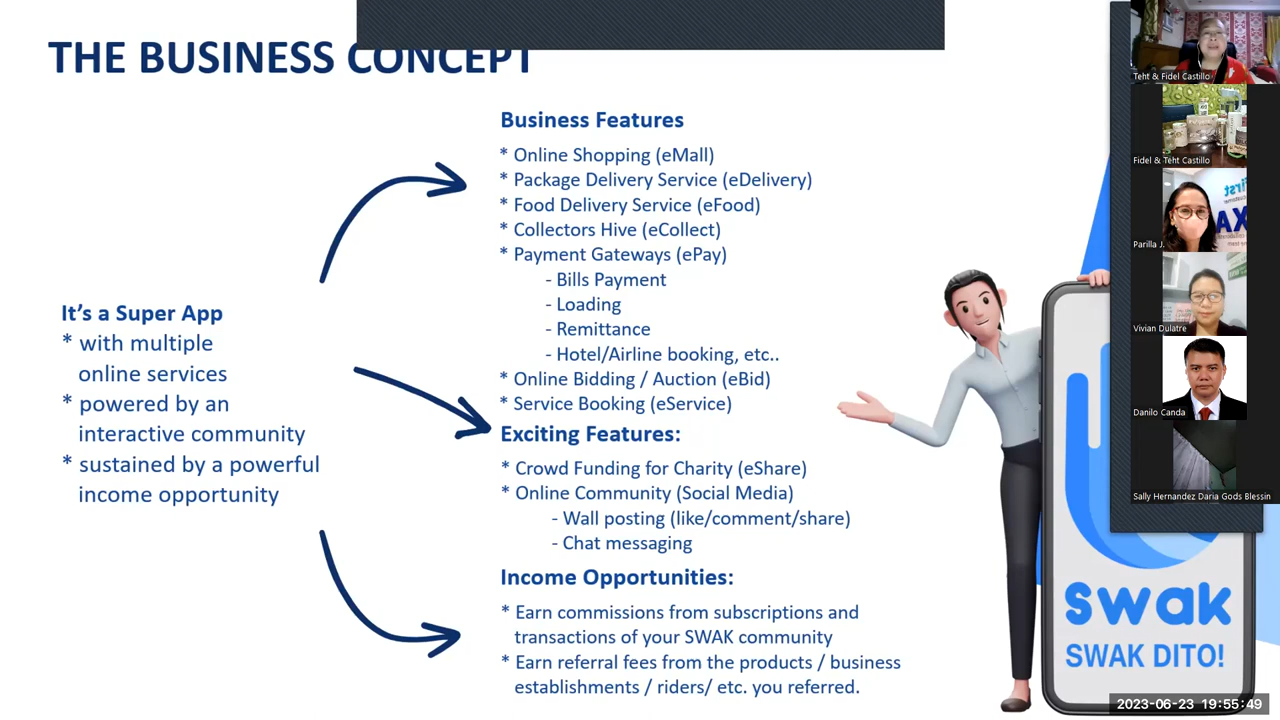 THE BUSINESS CONCEPT
Business Features
* Online Shopping (eMall)
* Package Delivery Service (eDelivery)
* Food Delivery Service (eFood)
* Collectors Hive (eCollect)
* Payment Gateways (ePay)
- Bills Payment
- Loading
- Remittance
- Hotel/Airline booking, etc..
* Online Bidding / Auction (eBid)
* Service Booking (eService)
It's a Super App
* with multiple
online services
* powered by an
interactive community
* sustained by a powerful
income opportunity
Exciting Features:
* Crowd Funding for Charity (eShare)
* Online Community (Social Media)
- Wall posting (like/comment/share)
- Chat messaging
Income Opportunities:
* Earn commissions from subscriptions and
transactions of your SWAK community
* Earn referral fees from the products / business
establishments / riders/ etc. you referred.
swak
SWAK DITO!
Teht & Fidel Castillo
Fidel & Teht Castillo
Parilla J.
Vivian Dulatre
Danilo Canda
Sally Hernandez Daria Gods Blessin
2023-06-23 19:55:49